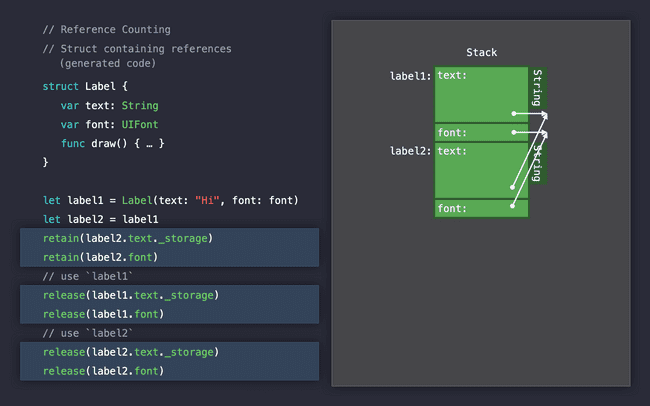 // Reference Counting
// Struct containing references
(generated code)
struct Label {
var text: String
var font: UIFont
func draw() { … }
}
let label1 = Label(text: "Hi", font: font)
let label2 = label1
retain(label2.text._storage)
retain(label2.font)
// use `label1`
release(label1.text._storage)
release(label1.font)
// use `label2`
release(label2.text._storage)
release(label2.font)
Stack
label1:
text:
String
font:
label2:
text:
String
font: